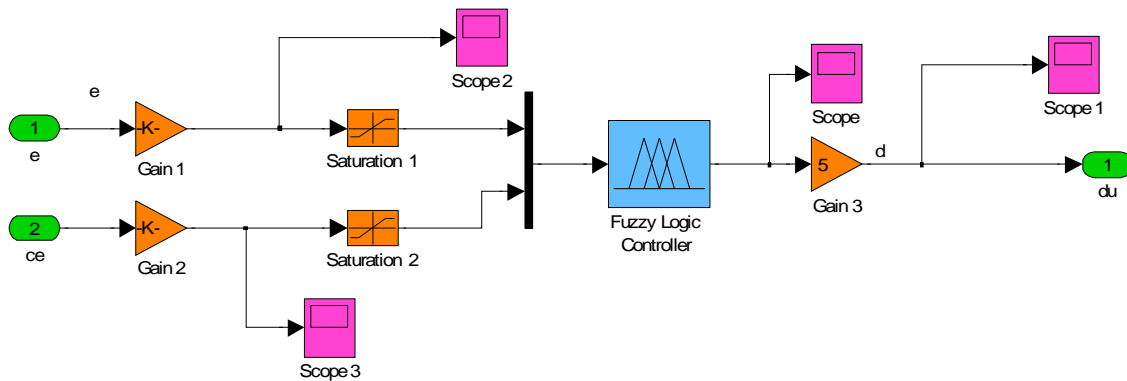 Scope 2
Scope 1
Scope
e
1
e
-K-
Gain 1
Saturation 1
5
d
Gain 3
1
du
Fuzzy Logic
Controller
2
ce
-K-
Gain 2
Saturation 2
Scope 3